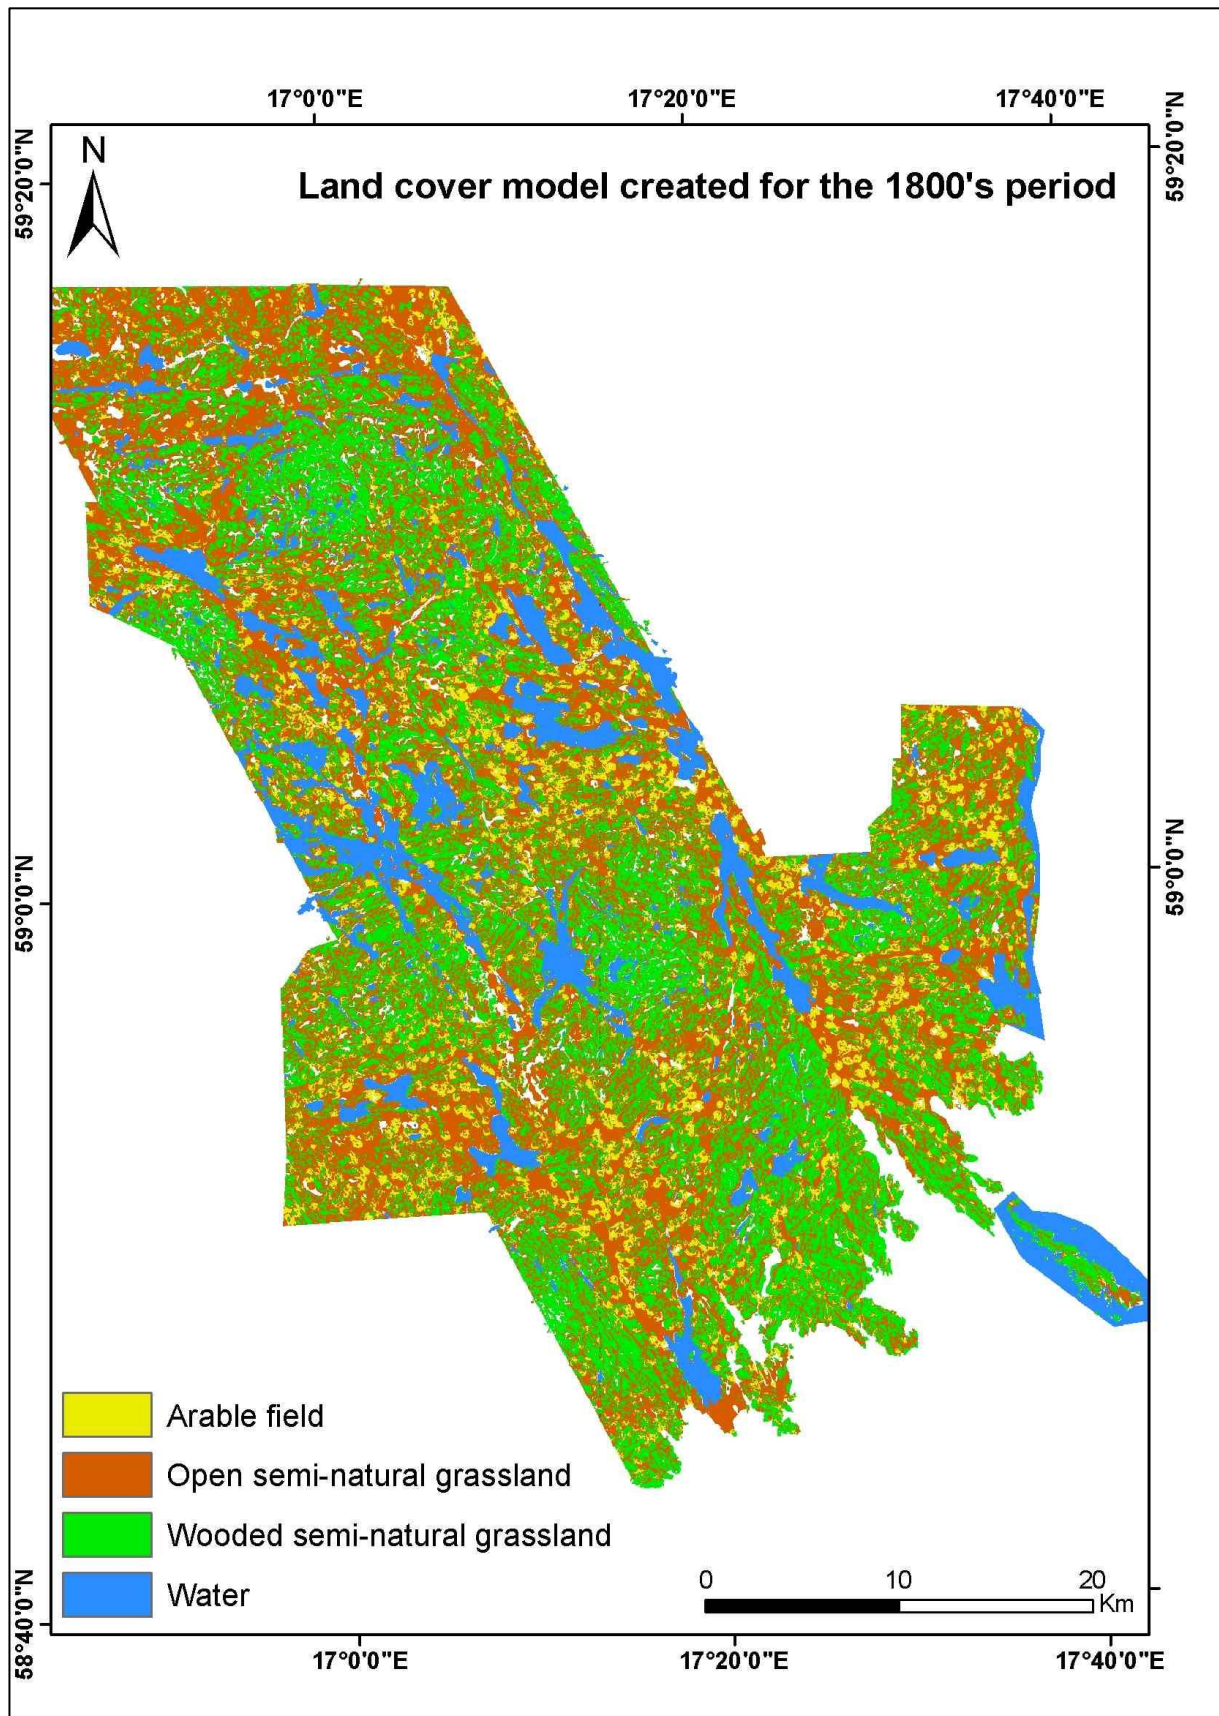 17°0'0"E 17°20'0"E 17°40'0"E
59°20'0"N
59°20'0"N
N
Land cover model created for the 1800's period
59°0'0"N
59°0'0"N
Arable field
Open semi-natural grassland
Wooded semi-natural grassland
Water
0 10 20
Km
58°40'0"N
17°0'0"E 17°20'0"E 17°40'0"E